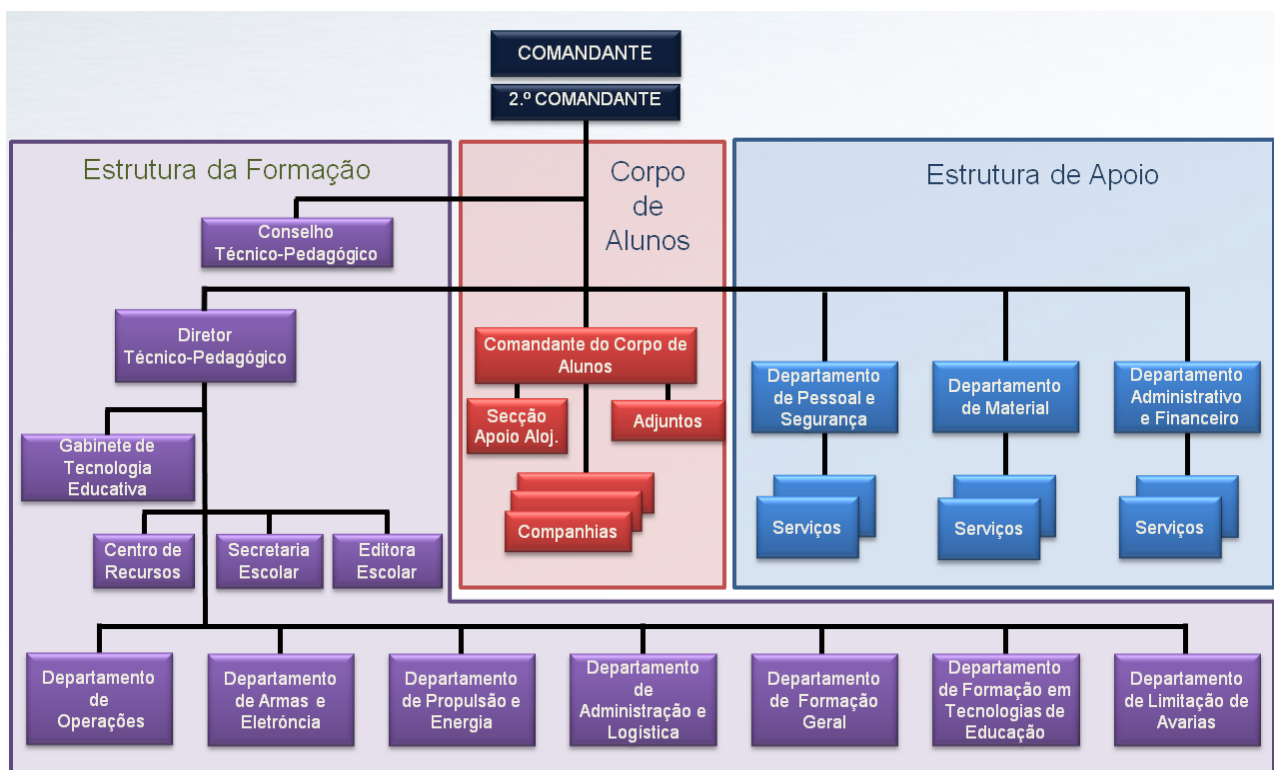 COMANDANTE
2.º COMANDANTE
Estrutura da Formação
Corpo
de
Alunos
Estrutura de Apoio
Conselho
Técnico-Pedagógico
Diretor
Técnico-Pedagógico
Comandante do Corpo de
Alunos
Departamento
de Pessoal e
Segurança
Departamento
de Material
Departamento
Administrativo
e Financeiro
Secção
Apoio Aloj.
Adjuntos
Gabinete de
Tecnologia
Educativa
Companhias
Serviços
Serviços
Serviços
Centro de
Recursos
Secretaria
Escolar
Editora
Escolar
Departamento
de
Operações
Departamento
de Armas e
Eletróncia
Departamento
de Propulsão e
Energia
Departamento
de
Administração e
Logística
Departamento
de Formação
Geral
Departamento
de Formação em
Tecnologias de
Educação
Departamento
de Limitação de
Avarias